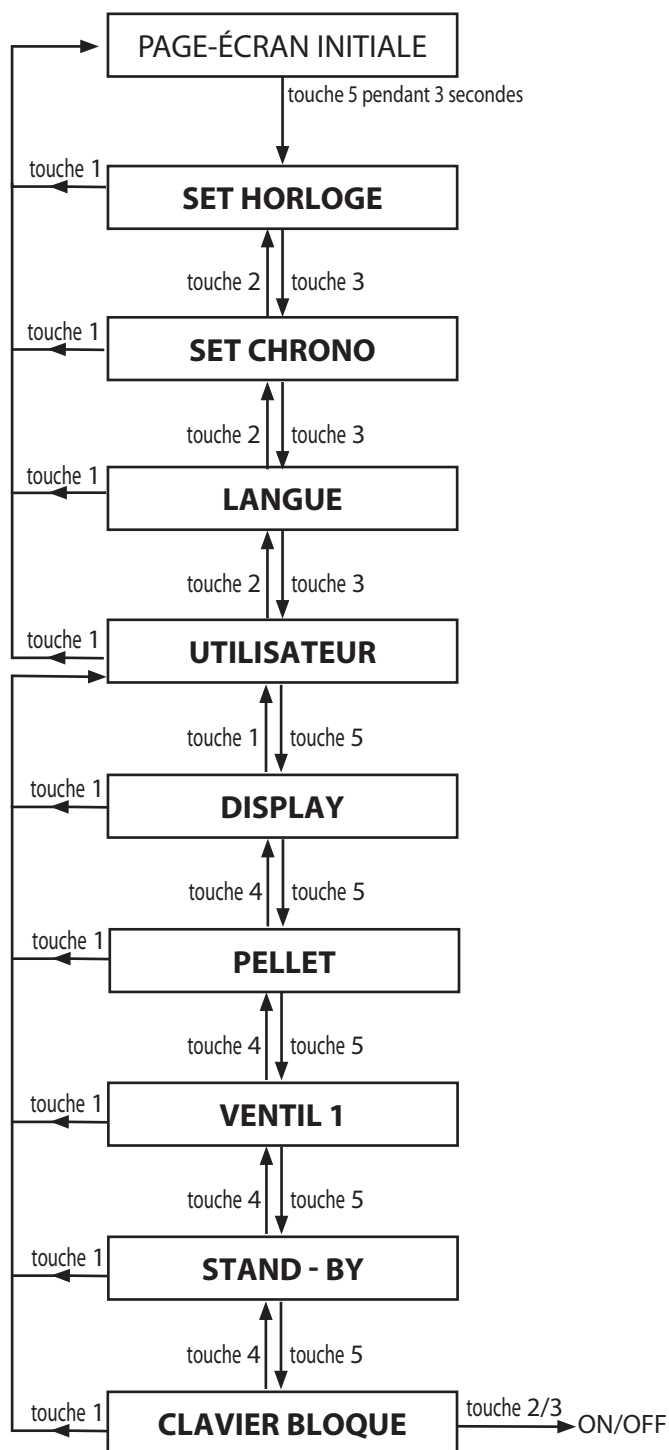 PAGE-ÉCRAN INITIALE
touche 5 pendant 3 secondes
touche 1
SET HORLOGE
touche 2 touche 3
touche 1
SET CHRONO
touche 2 touche 3
touche 1
LANGUE
touche 2 touche 3
touche 1
UTILISATEUR
touche 1 touche 5
touche 1
DISPLAY
touche 4 touche 5
touche 1
PELLET
touche 4 touche 5
touche 1
VENTIL 1
touche 4 touche 5
touche 1
STAND - BY
touche 4 touche 5
touche 1
CLAVIER BLOQUE
touche 2/3
ON/OFF